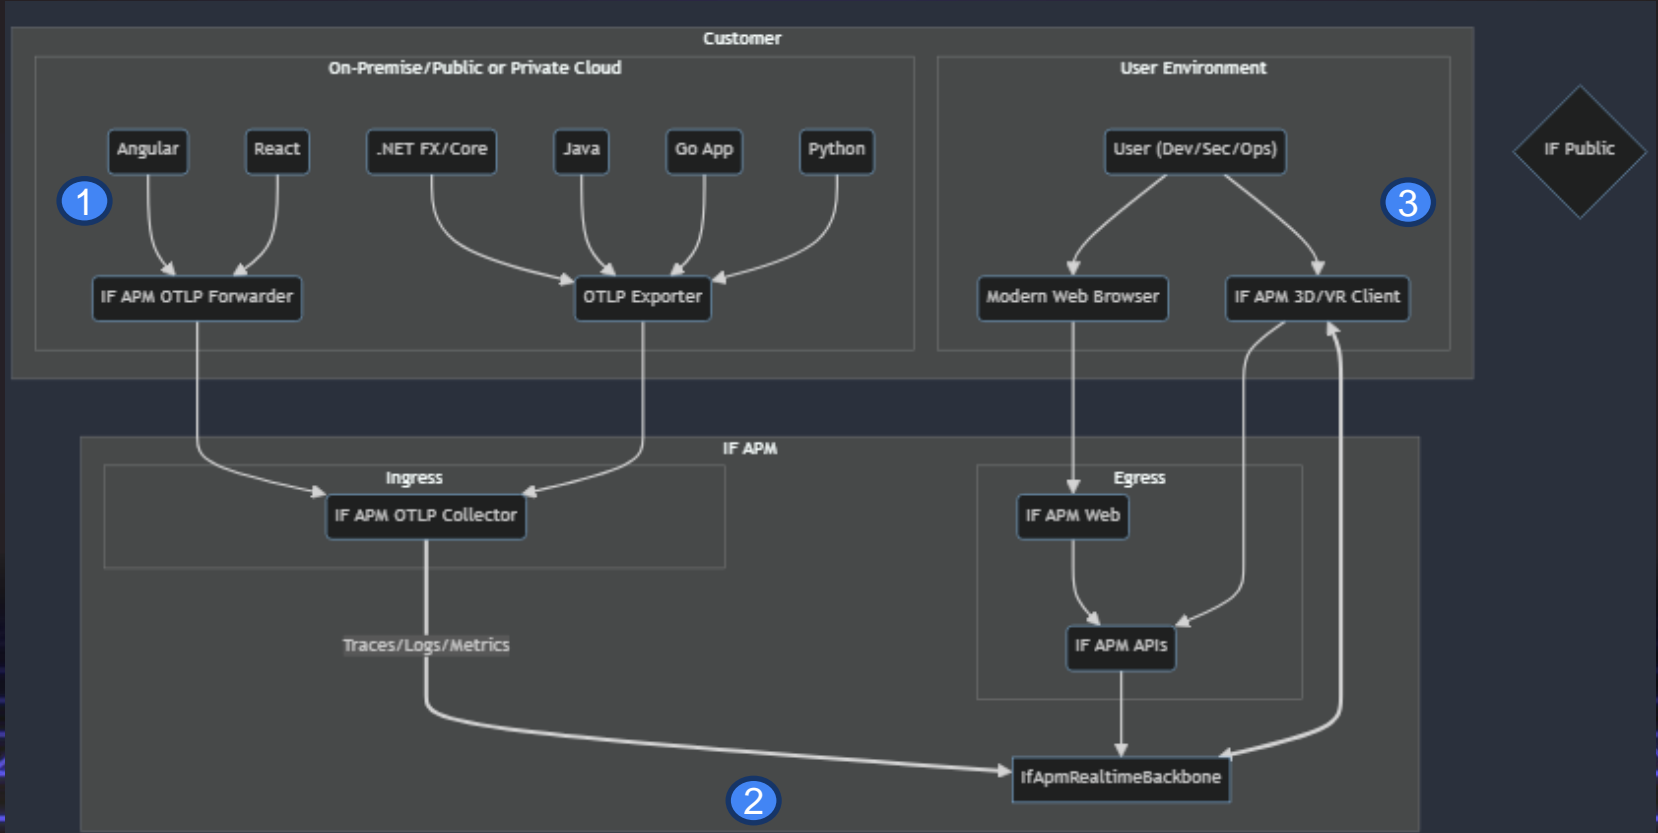 Customer
On-Premise/Public or Private Cloud
User Environment
Angular
React
.NET FX/Core
Java
Go App
Python
User (Dev/Sec/Ops)
IF Public
1
3
IF APM OTLP Forwarder
OTLP Exporter
Modern Web Browser
IF APM 3D/VR Client
IF APM
Ingress
Egress
IF APM OTLP Collector
IF APM Web
Traces/Logs/Metrics
IF APM APIs
IfApmRealtimeBackbone
2